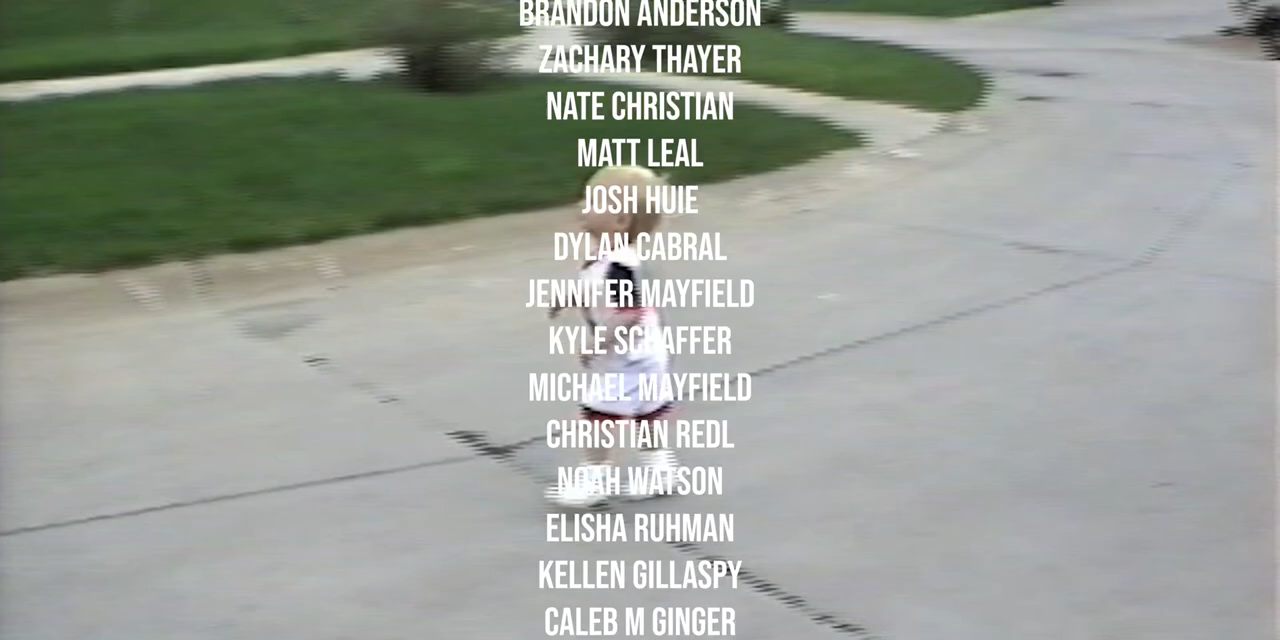 BRANDON ANDERSON
ZACHARY THAYER
NATE CHRISTIAN
MATT LEAL
JOSH HUIE
DYLAN CABRAL
JENNIFER MAYFIELD
KYLE SCHAFFER
MICHAEL MAYFIELD
CHRISTIAN REDL
NOAH WATSON
ELISHA RUHMAN
KELLEN GILLASPY
CALEB M GINGER